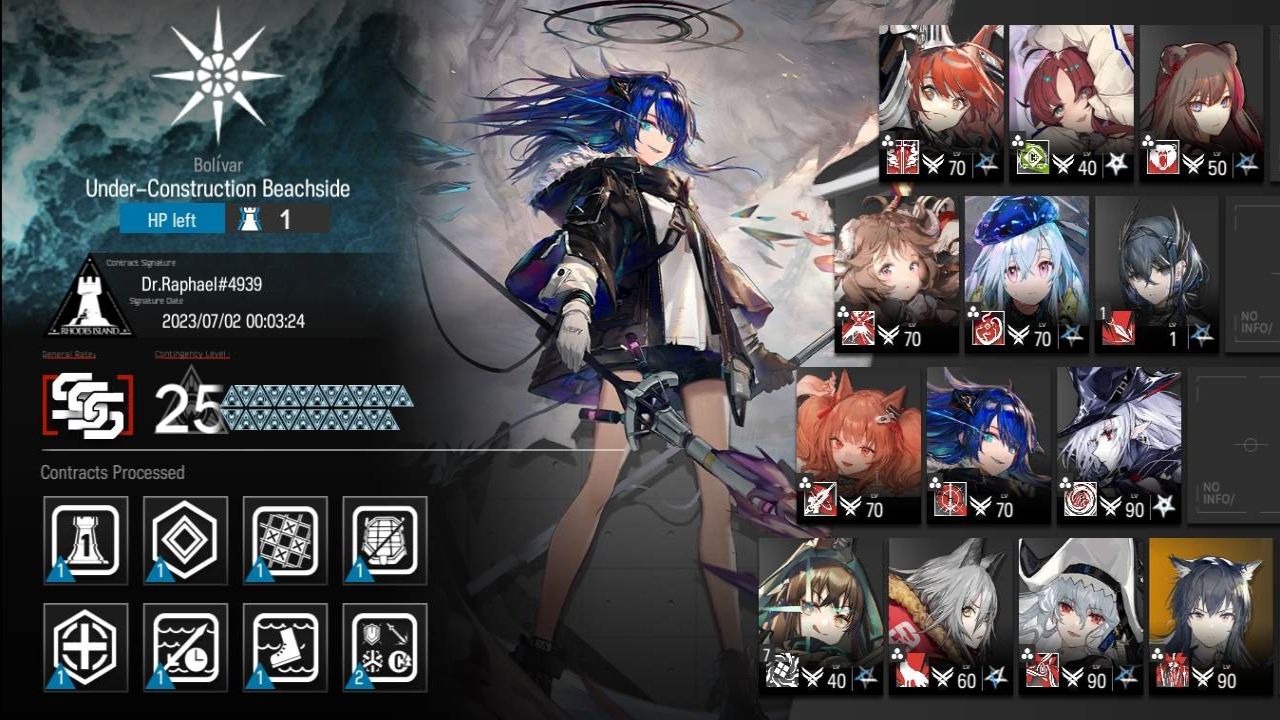 Bolívar
Under-Construction Beachside
HP left
1
Contract Signature
Dr.Raphael#4939
Signature Date
2023/07/02 00:03:24
RHODES ISLAND
General Rate:
Contingency Level :
SSS
25
Contracts Processed
1
1
1
1
1
1
1
2
LV
70
LV
40
LV
50
LV
70
LV
70
1
LV
1
NO
INFO/
LV
70
LV
70
LV
90
NO
INFO/
7
LV
40
LV
60
LV
90
LV
90